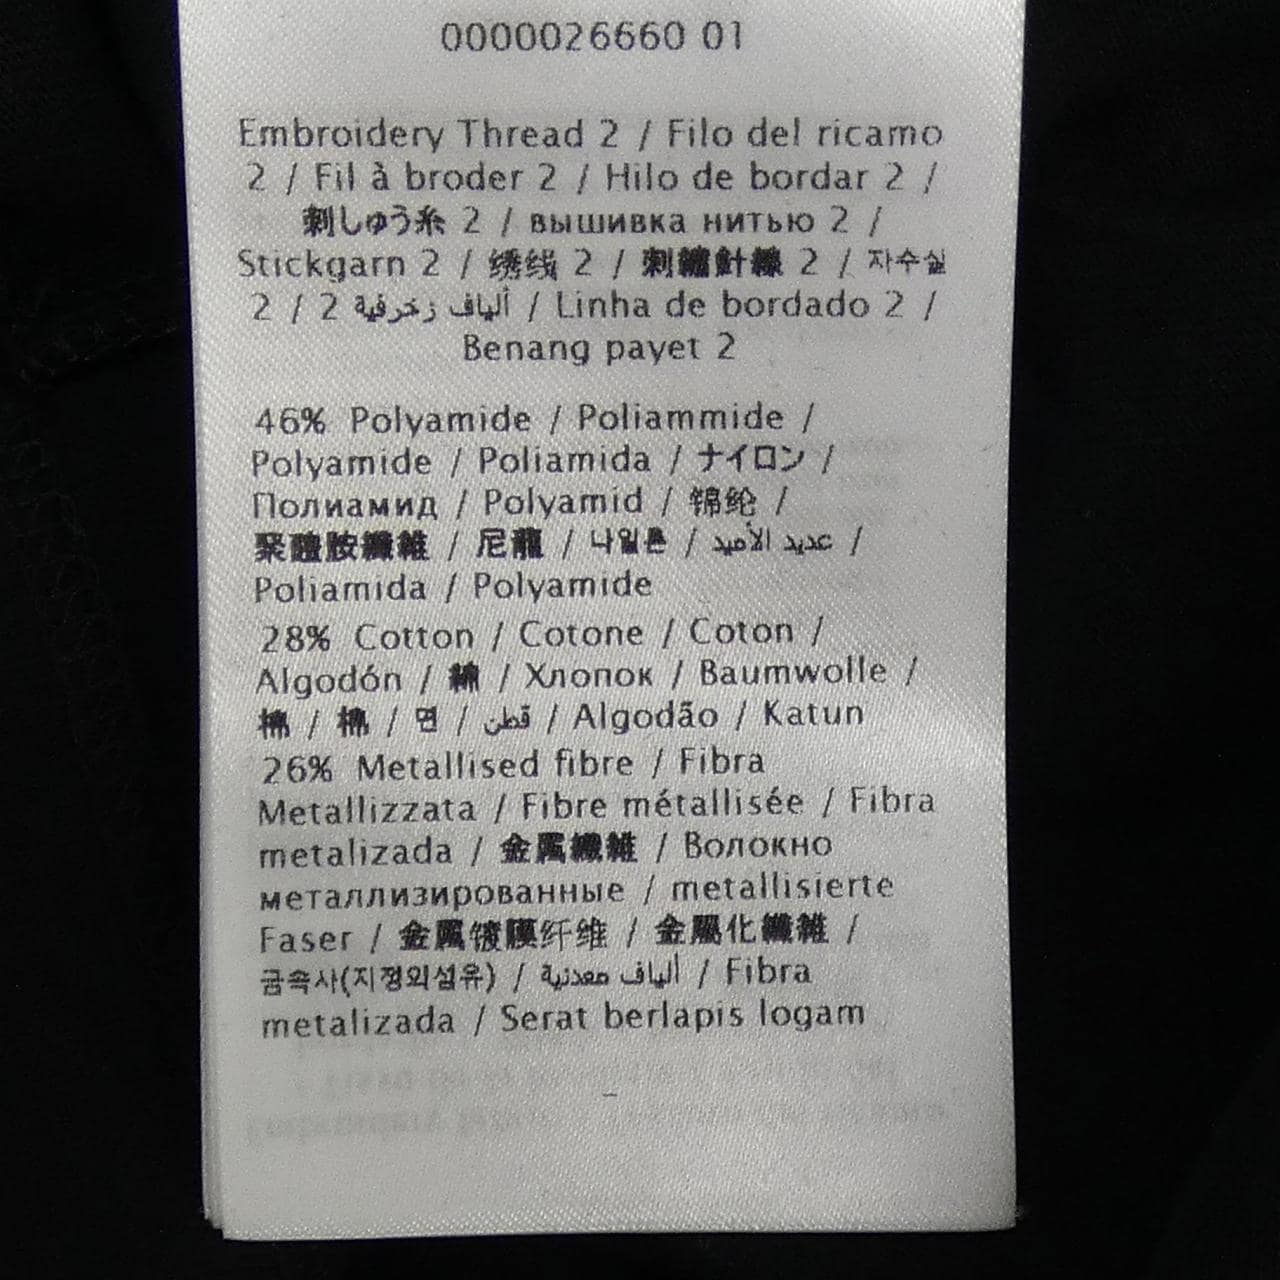 0000026660 01
Embroidery Thread 2 / Filo del ricamo
2 / Fil à broder 2 / Hilo de bordar 2 /
刺しゅう糸 2 / вышивка нитью 2 /
Stickgarn 2 / 绣线 2 / 刺繡針線 2 / 자수실
2 / 2 ألياف زخرفية / Linha de bordado 2 /
Benang payet 2
46% Polyamide / Poliammide /
Polyamide / Poliamida / ナイロン /
Полиамид / Polyamid / 锦纶 /
聚醯胺纖維 / 尼龍 / 나일론 / عديد الأميد /
Poliamida / Polyamide
28% Cotton / Cotone / Coton /
Algodón / 綿 / Хлопок / Baumwolle /
棉 / 棉 / 면 / قطن / Algodão / Katun
26% Metallised fibre / Fibra
Metallizzata / Fibre métallisée / Fibra
metalizada / 金属繊維 / Волокно
металлизированные / metallisierte
Faser / 金属镀膜纤维 / 金屬化纖維 /
금속사(지정외섬유) / ألياف معدنية / Fibra
metalizada / Serat berlapis logam